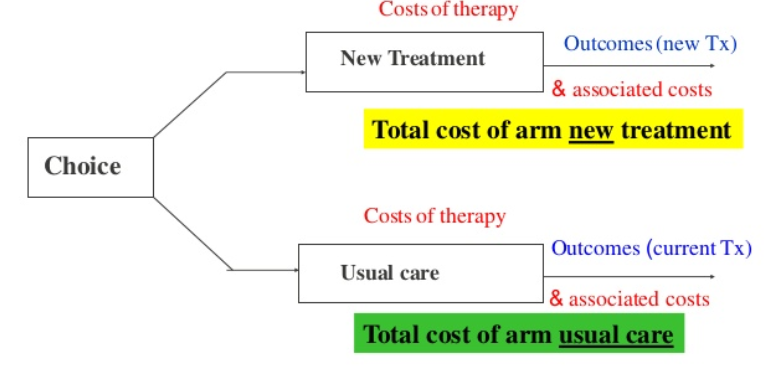 Costs of therapy
New Treatment
Outcomes (new Tx)
& associated costs
Total cost of arm new treatment
Choice
Costs of therapy
Usual care
Outcomes (current Tx)
& associated costs
Total cost of arm usual care